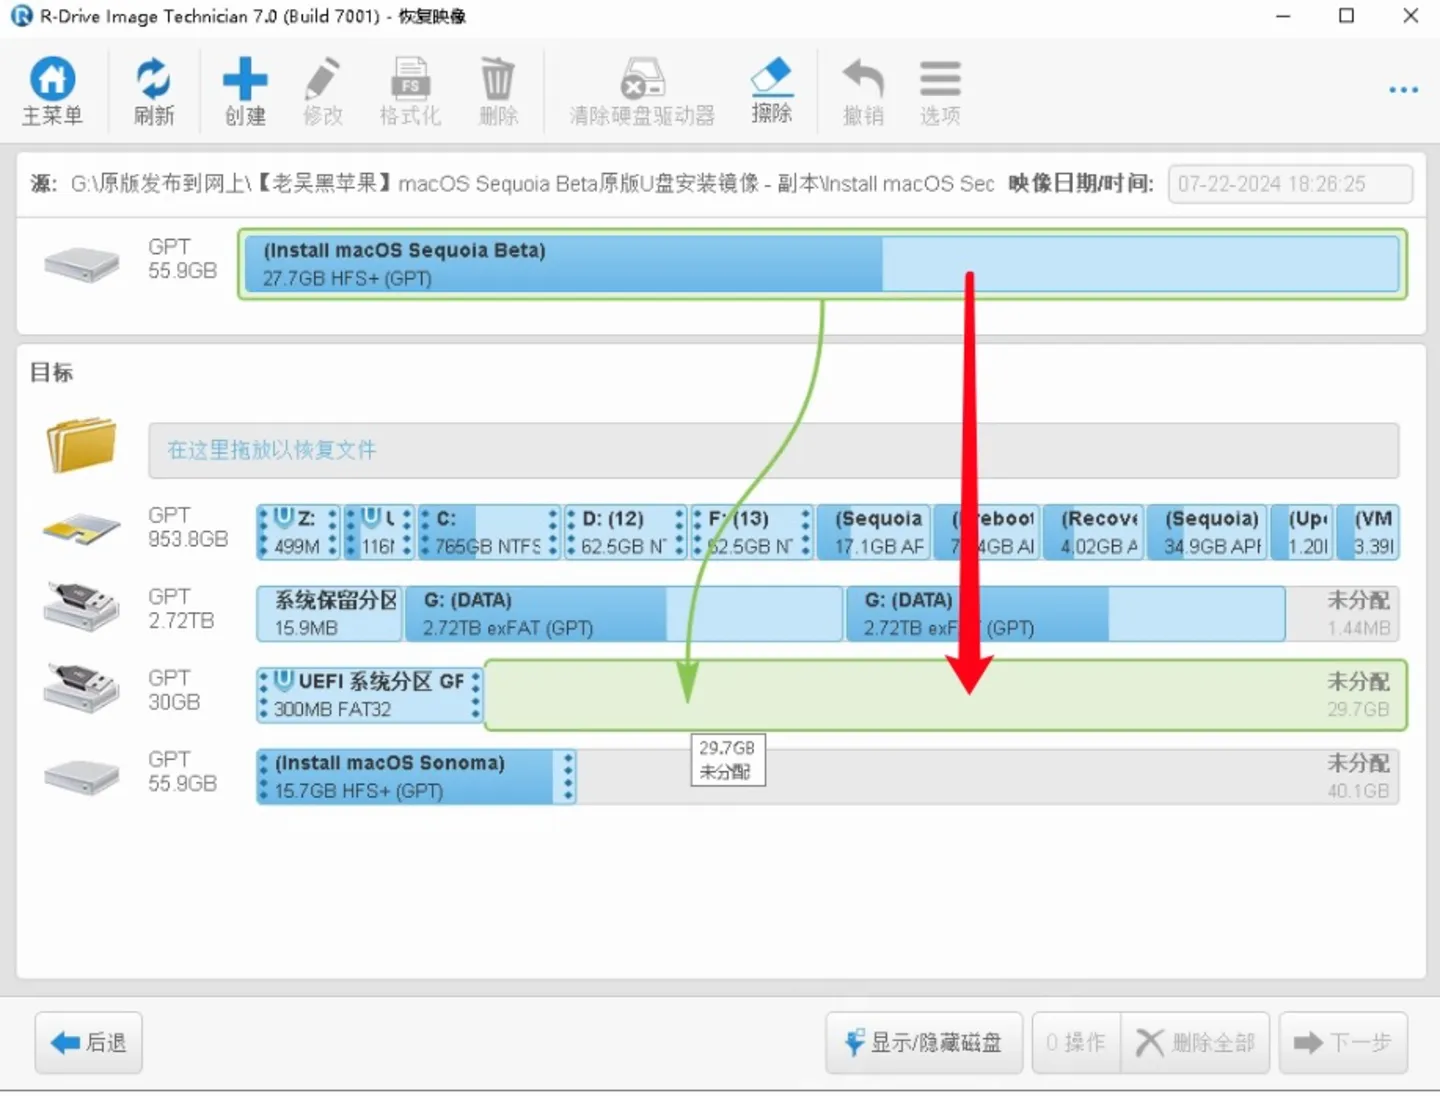 R-Drive Image Technician 7.0 (Build 7001) - 恢复映像
主菜单 刷新 创建 修改 格式化 删除 清除硬盘驱动器 擦除 撤销 选项
源: G:\原版发布到网上\【老吴黑苹果】macOS Sequoia Beta原版U盘安装镜像 - 副本\Install macOS Sec 映像日期/时间: 07-22-2024 18:26:25
GPT
55.9GB
(Install macOS Sequoia Beta)
27.7GB HFS+ (GPT)
目标
在这里拖放以恢复文件
GPT
953.8GB
Z: C: D: (12) F: (13) (Sequoia (Recove (Sequoia) (Up (VM
499M 116 765GB NTFS 62.5GB 62.5GB 17.1GB AF 4GB AI 4.02GB A 34.9GB APF 1.20 3.39
GPT
2.72TB
系统保留分区 G: (DATA) G: (DATA) 未分配
15.9MB 2.72TB exFAT (GPT) 2.72TB exF (GPT) 1.44MB
GPT
30GB
UEFI 系统分区 GP 未分配
300MB FAT32 29.7GB
29.7GB
未分配
GPT
55.9GB
(Install macOS Sonoma) 未分配
15.7GB HFS+ (GPT) 40.1GB
后退 显示/隐藏磁盘 0 操作 删除全部 下一步